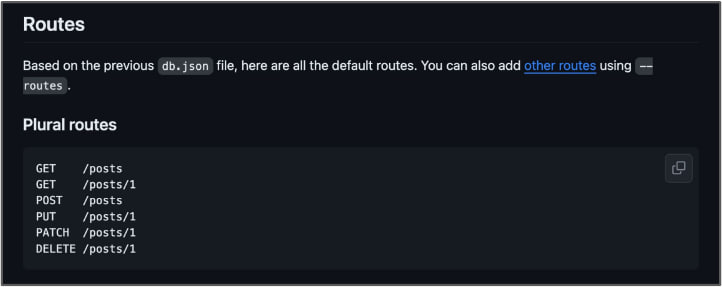 Routes
Based on the previous db.json file, here are all the default routes. You can also add other routes using --
routes.
Plural routes
GET    /posts
GET    /posts/1
POST   /posts
PUT    /posts/1
PATCH  /posts/1
DELETE /posts/1